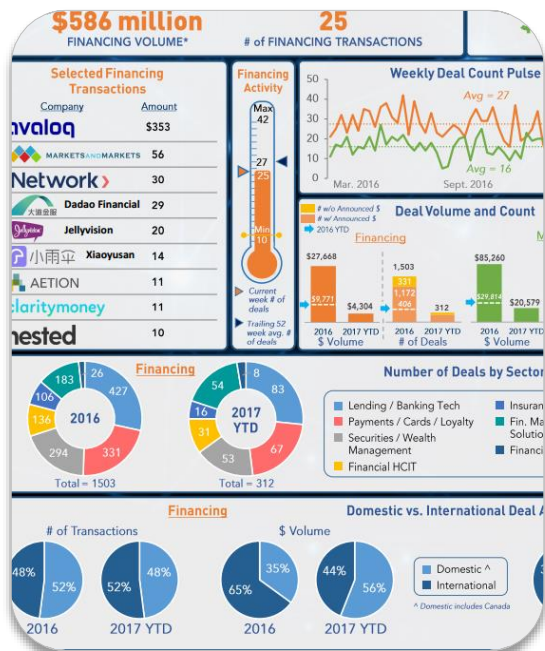 $586 million
FINANCING VOLUME*
25
# of FINANCING TRANSACTIONS
Selected Financing
Transactions
Company Amount
avaloq $353
MARKETSANDMARKETS 56
Network 30
大道金服 Dadao Financial 29
Jellyvision Jellyvision 20
小雨伞 Xiaoyusan 14
AETION 11
claritymoney 11
nested 10
Financing
Activity
Max
42
27
25
Min
10
Current
week # of
deals
Trailing 52
week avg. #
of deals
Weekly Deal Count Pulse
50
40
30
20
10
0
Avg = 27
Avg = 16
Mar. 2016 Sept. 2016
# w/o Announced $
# w/ Announced $
2016 YTD
Deal Volume and Count
Financing
$27,668
$9,771
$4,304
2016 2017 YTD
$ Volume
1,503
331
1,172
406
312
2016 2017 YTD
# of Deals
$85,260
$29,814
$20,579
2016 2017 YTD
$ Volume
Financing
Number of Deals by Sector
26
427
331
294
136
106
183
2016
Total = 1503
8
83
67
53
31
16
54
2017
YTD
Total = 312
Lending / Banking Tech
Payments / Cards / Loyalty
Securities / Wealth
Management
Financial HCIT
Financing
Domestic vs. International Deal
# of Transactions
48%
52%
2016
52%
48%
2017 YTD
$ Volume
65%
35%
2016
44%
56%
2017 YTD
Domestic ^
International
^ Domestic includes Canada